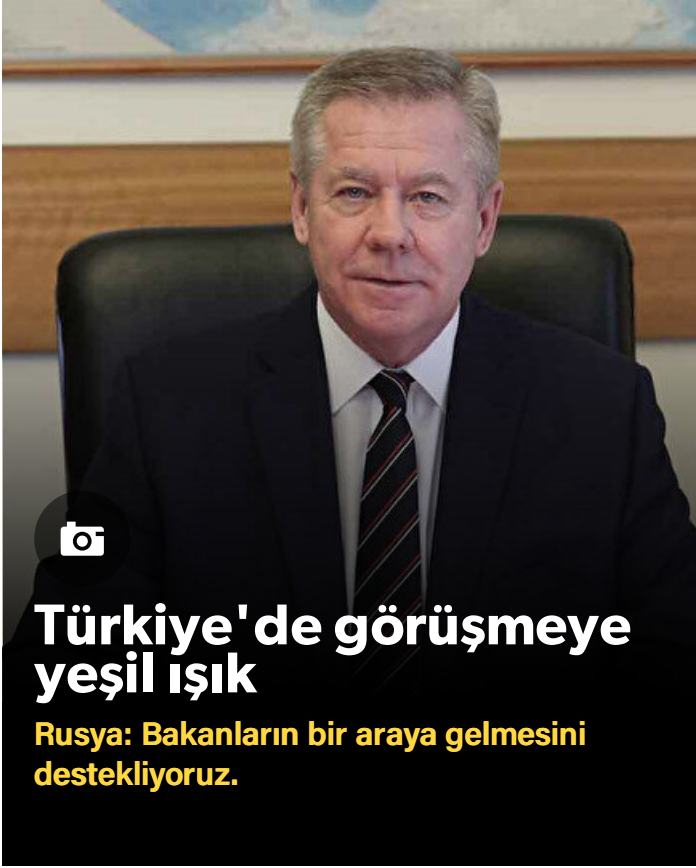 Türkiye'de görüşmeye
yeşil ışık
Rusya: Bakanların bir araya gelmesini
destekliyoruz.